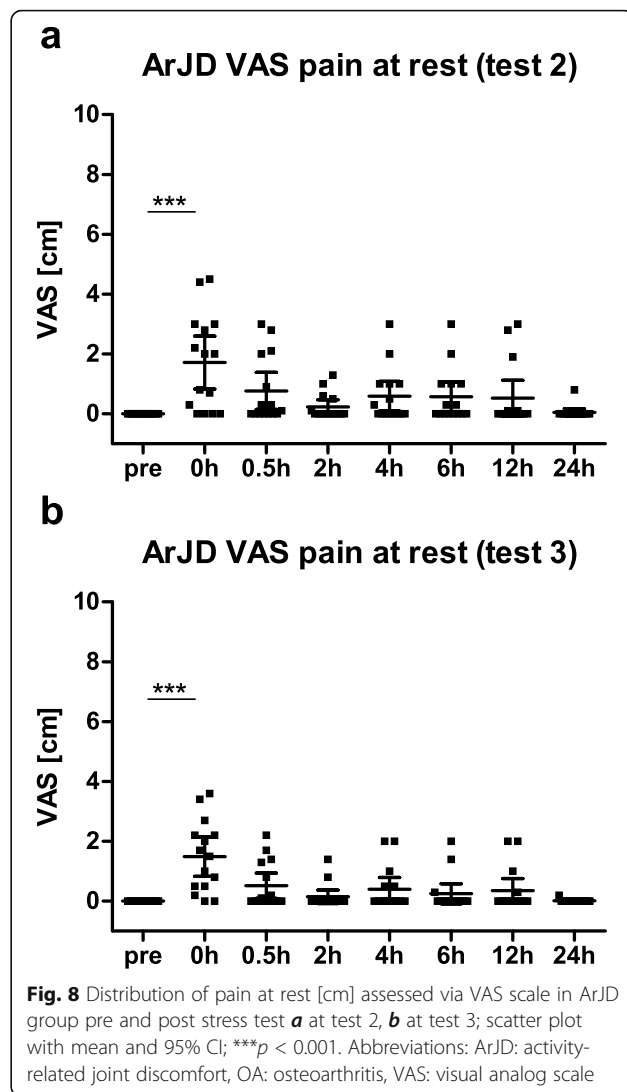 a
ArJD VAS pain at rest (test 2)
10
8
6
4
2
0
VAS [cm]
***
pre 0h 0.5h 2h 4h 6h 12h 24h
b
ArJD VAS pain at rest (test 3)
10
8
6
4
2
0
VAS [cm]
***
pre 0h 0.5h 2h 4h 6h 12h 24h
Fig. 8 Distribution of pain at rest [cm] assessed via VAS scale in ArJD
group pre and post stress test a at test 2, b at test 3; scatter plot
with mean and 95% CI; ***p < 0.001. Abbreviations: ArJD: activity-
related joint discomfort, OA: osteoarthritis, VAS: visual analog scale